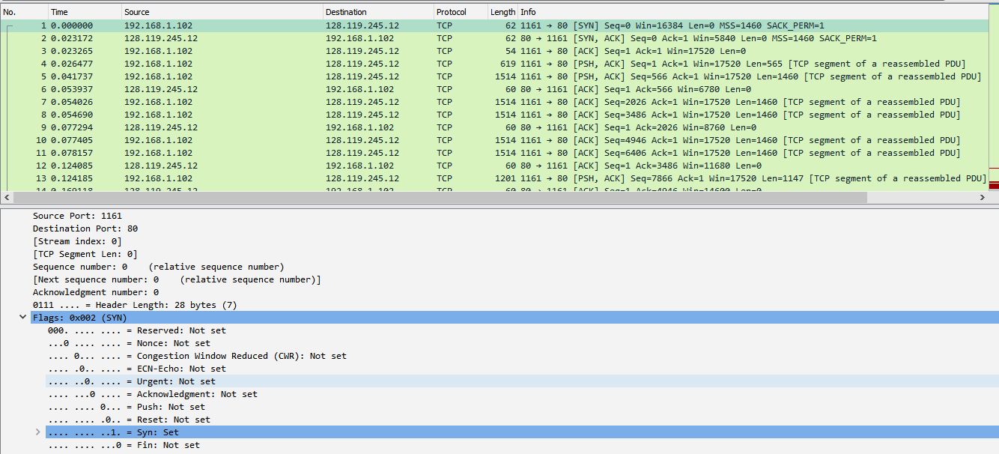 No. Time Source Destination Protocol Length Info
1 0.000000 192.168.1.102 128.119.245.12 TCP 62 1161 → 80 [SYN] Seq=0 Win=16384 Len=0 MSS=1460 SACK_PERM=1
2 0.023172 128.119.245.12 192.168.1.102 TCP 62 80 → 1161 [SYN, ACK] Seq=0 Ack=1 Win=5840 Len=0 MSS=1460 SACK_PERM=1
3 0.023265 192.168.1.102 128.119.245.12 TCP 54 1161 → 80 [ACK] Seq=1 Ack=1 Win=17520 Len=0
4 0.026477 192.168.1.102 128.119.245.12 TCP 619 1161 → 80 [PSH, ACK] Seq=1 Ack=1 Win=17520 Len=565 [TCP segment of a reassembled PDU]
5 0.041737 192.168.1.102 128.119.245.12 TCP 1514 1161 → 80 [PSH, ACK] Seq=566 Ack=1 Win=17520 Len=1460 [TCP segment of a reassembled PDU]
6 0.053937 128.119.245.12 192.168.1.102 TCP 60 80 → 1161 [ACK] Seq=1 Ack=566 Win=6780 Len=0
7 0.054026 192.168.1.102 128.119.245.12 TCP 1514 1161 → 80 [ACK] Seq=2026 Ack=1 Win=17520 Len=1460 [TCP segment of a reassembled PDU]
8 0.054690 192.168.1.102 128.119.245.12 TCP 1514 1161 → 80 [ACK] Seq=3486 Ack=1 Win=17520 Len=1460 [TCP segment of a reassembled PDU]
9 0.077294 128.119.245.12 192.168.1.102 TCP 60 80 → 1161 [ACK] Seq=1 Ack=2026 Win=8760 Len=0
10 0.077405 192.168.1.102 128.119.245.12 TCP 1514 1161 → 80 [ACK] Seq=4946 Ack=1 Win=17520 Len=1460 [TCP segment of a reassembled PDU]
11 0.078157 192.168.1.102 128.119.245.12 TCP 1514 1161 → 80 [ACK] Seq=6406 Ack=1 Win=17520 Len=1460 [TCP segment of a reassembled PDU]
12 0.124085 128.119.245.12 192.168.1.102 TCP 60 80 → 1161 [ACK] Seq=1 Ack=3486 Win=11680 Len=0
13 0.124185 192.168.1.102 128.119.245.12 TCP 1201 1161 → 80 [PSH, ACK] Seq=7866 Ack=1 Win=17520 Len=1147 [TCP segment of a reassembled PDU]
14 0.169118 128.119.245.12 192.168.1.102 TCP 60 80 → 1161 [ACK] Seq=1 Ack=4946 Win=14600 Len=0
Source Port: 1161
Destination Port: 80
[Stream index: 0]
[TCP Segment Len: 0]
Sequence number: 0 (relative sequence number)
[Next sequence number: 0 (relative sequence number)]
Acknowledgment number: 0
0111 .... = Header Length: 28 bytes (7)
Flags: 0x002 (SYN)
000. .... .... = Reserved: Not set
...0 .... .... = Nonce: Not set
.... 0... .... = Congestion Window Reduced (CWR): Not set
.... .0.. .... = ECN-Echo: Not set
.... ..0. .... = Urgent: Not set
.... ...0 .... = Acknowledgment: Not set
.... .... 0... = Push: Not set
.... .... .0.. = Reset: Not set
.... .... ..1. = Syn: Set
.... .... ...0 = Fin: Not set